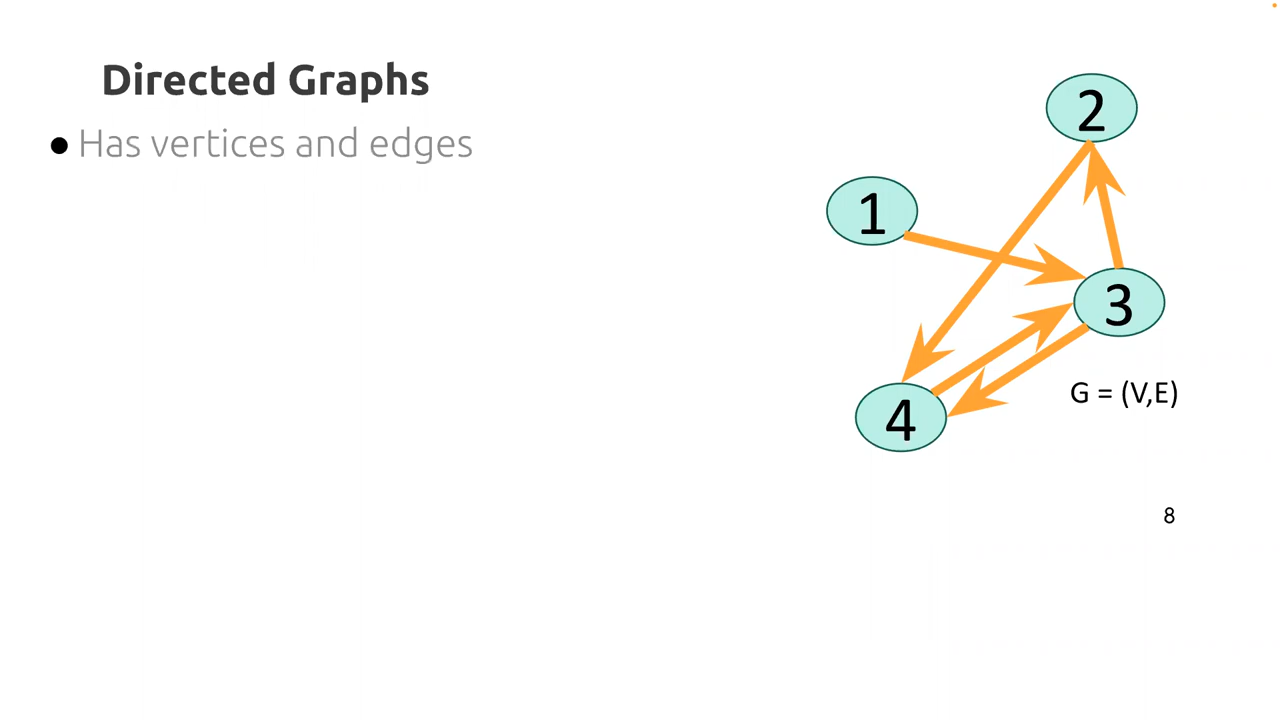 Directed Graphs
● Has vertices and edges
2
1
3
4
G = (V,E)
8